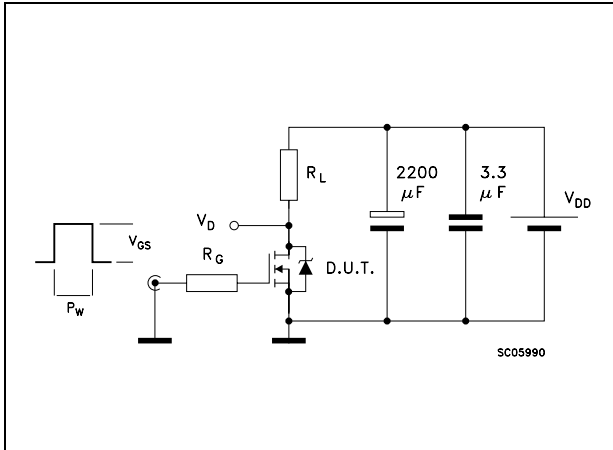 2200
μF
3.3
μF
R_L
V_DD
V_D
V_GS
R_G
D.U.T.
P_W
SC05990